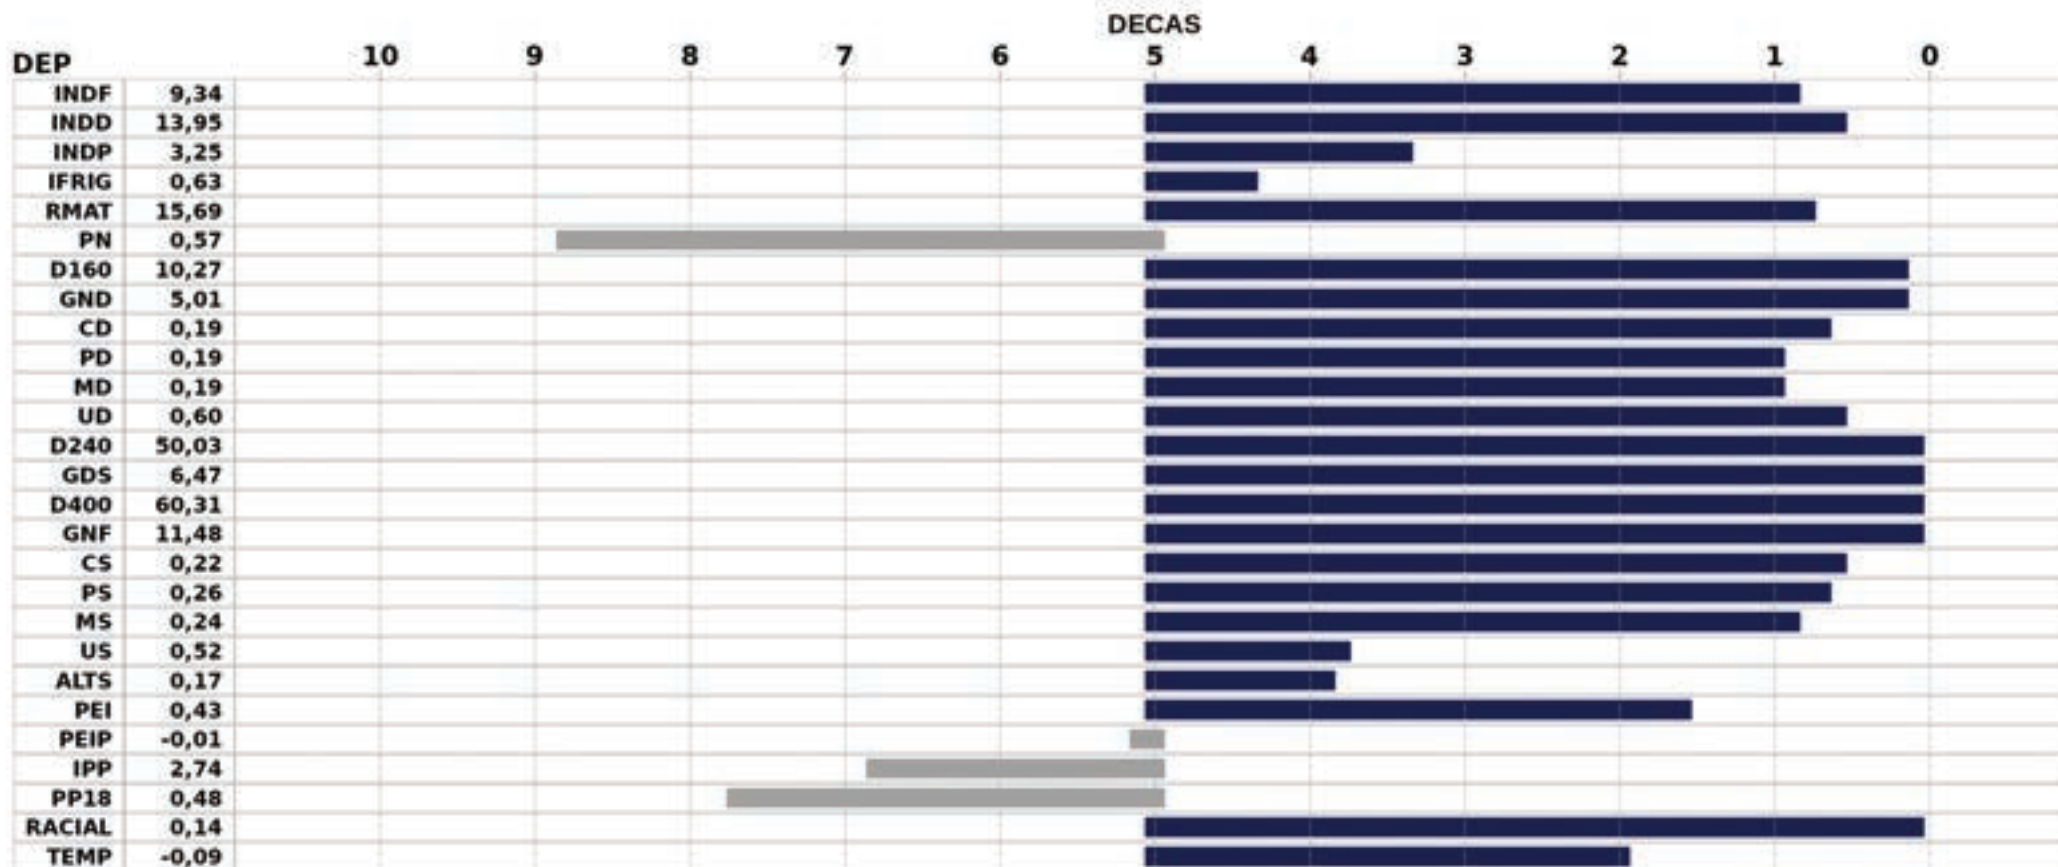 DECAS
DEP 10 9 8 7 6 5 4 3 2 1 0
INDF 9,34
INDD 13,95
INDP 3,25
IFRIG 0,63
RMAT 15,69
PN 0,57
D160 10,27
GND 5,01
CD 0,19
PD 0,19
MD 0,19
UD 0,60
D240 50,03
GDS 6,47
D400 60,31
GNF 11,48
CS 0,22
PS 0,26
MS 0,24
US 0,52
ALTS 0,17
PEI 0,43
PEIP -0,01
IPP 2,74
PP18 0,48
RACIAL 0,14
TEMP -0,09